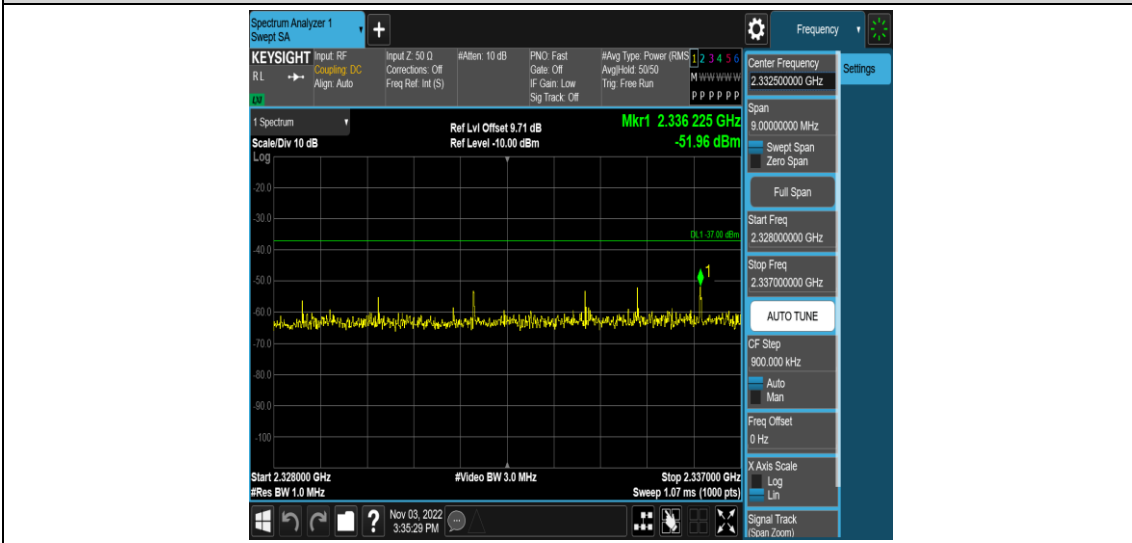 Spectrum Analyzer 1
Swept SA
+
Frequency
KEYSIGHT
RL
Input: RF
Coupling: DC
Align: Auto
Input Z: 50 Ω
Corrections: Off
Freq Ref: Int (S)
#Atten: 10 dB
PNO: Fast
Gate: Off
IF Gain: Low
Sig Track: Off
#Avg Type: Power (RMS
Avg|Hold: 50/50
Trig: Free Run
1 2 3 4 5 6
M W W W W W
P P P P P P
1 Spectrum
Scale/Div 10 dB
Log
Ref Lvl Offset 9.71 dB
Ref Level -10.00 dBm
Mkr1 2.336 225 GHz
-51.96 dBm
-20.0
-30.0
DL1 -37.00 dBm
-40.0
-50.0
1
-60.0
-70.0
-80.0
-90.0
-100
Start 2.328000 GHz
#Res BW 1.0 MHz
#Video BW 3.0 MHz
Stop 2.337000 GHz
Sweep 1.07 ms (1000 pts)
Center Frequency
2.332500000 GHz
Settings
Span
9.00000000 MHz
Swept Span
Zero Span
Full Span
Start Freq
2.328000000 GHz
Stop Freq
2.337000000 GHz
AUTO TUNE
CF Step
900.000 kHz
Auto
Man
Freq Offset
0 Hz
X Axis Scale
Log
Lin
Signal Track
(Span Zoom)
?
Nov 03, 2022
3:35:29 PM